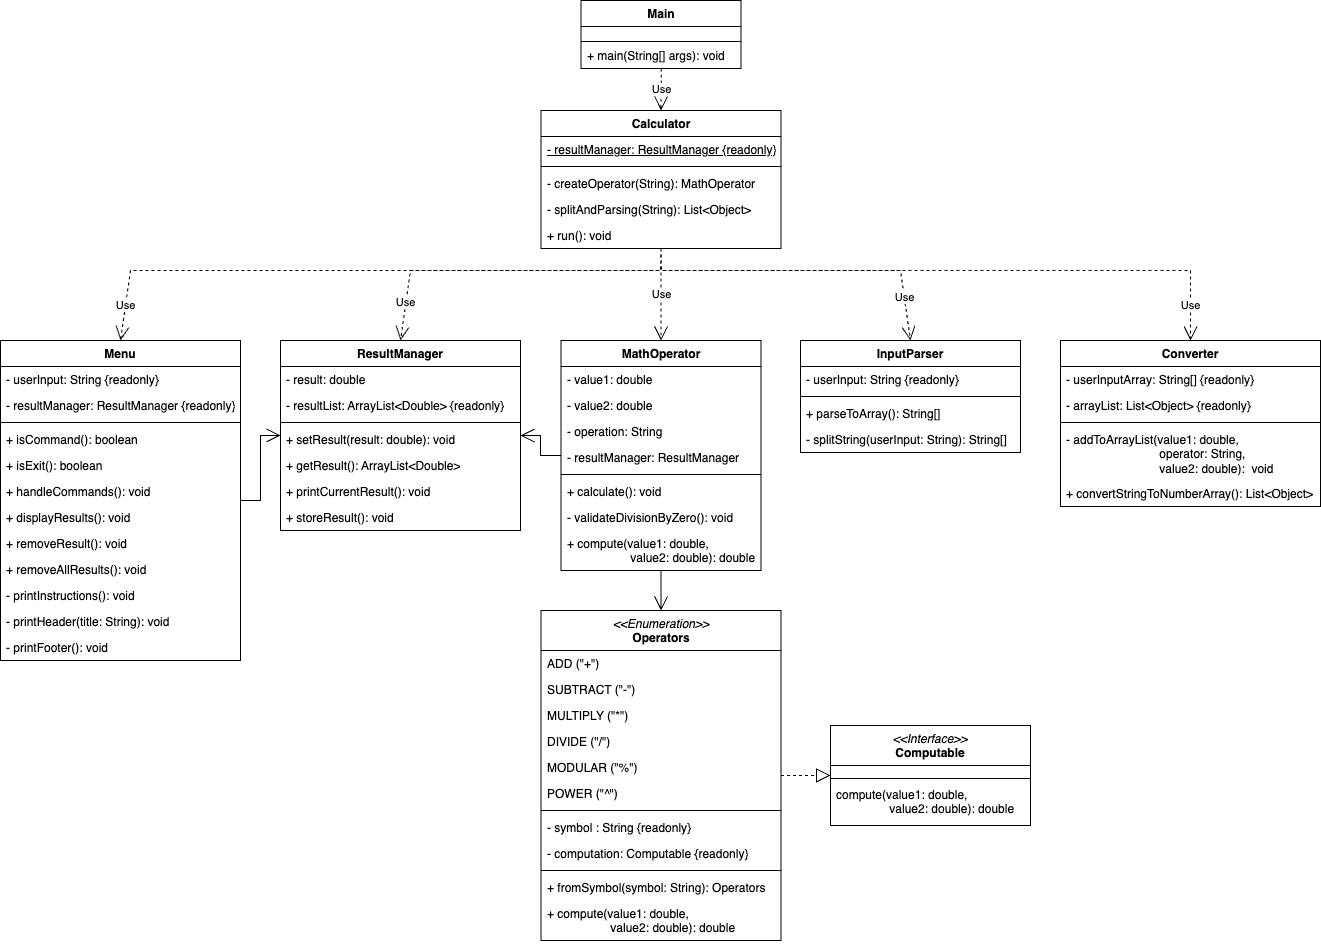 Main
+ main(String[] args): void
Use
Calculator
- resultManager: ResultManager {readonly}
- createOperator(String): MathOperator
- splitAndParsing(String): List<Object>
+ run(): void
Use
Use
Use
Use
Use
Menu
- userInput: String {readonly}
- resultManager: ResultManager {readonly}
+ isCommand(): boolean
+ isExit(): boolean
+ handleCommands(): void
+ displayResults(): void
+ removeResult(): void
+ removeAllResults(): void
- printInstructions(): void
- printHeader(title: String): void
- printFooter(): void
ResultManager
- result: double
- resultList: ArrayList<Double> {readonly}
+ setResult(result: double): void
+ getResult(): ArrayList<Double>
+ printCurrentResult(): void
+ storeResult(): void
MathOperator
- value1: double
- value2: double
- operation: String
- resultManager: ResultManager
+ calculate(): void
- validateDivisionByZero(): void
+ compute(value1: double,
value2: double): double
InputParser
- userInput: String {readonly}
+ parseToArray(): String[]
- splitString(userInput: String): String[]
Converter
- userInputArray: String[] {readonly}
- arrayList: List<Object> {readonly}
- addToArrayList(value1: double,
operator: String,
value2: double): void
+ convertStringToNumberArray(): List<Object>
<<Enumeration>>
Operators
ADD ("+")
SUBTRACT ("-")
MULTIPLY ("*")
DIVIDE ("/")
MODULAR ("%")
POWER ("^")
- symbol : String {readonly}
- computation: Computable {readonly}
+ fromSymbol(symbol: String): Operators
+ compute(value1: double,
value2: double): double
<<Interface>>
Computable
compute(value1: double,
value2: double): double